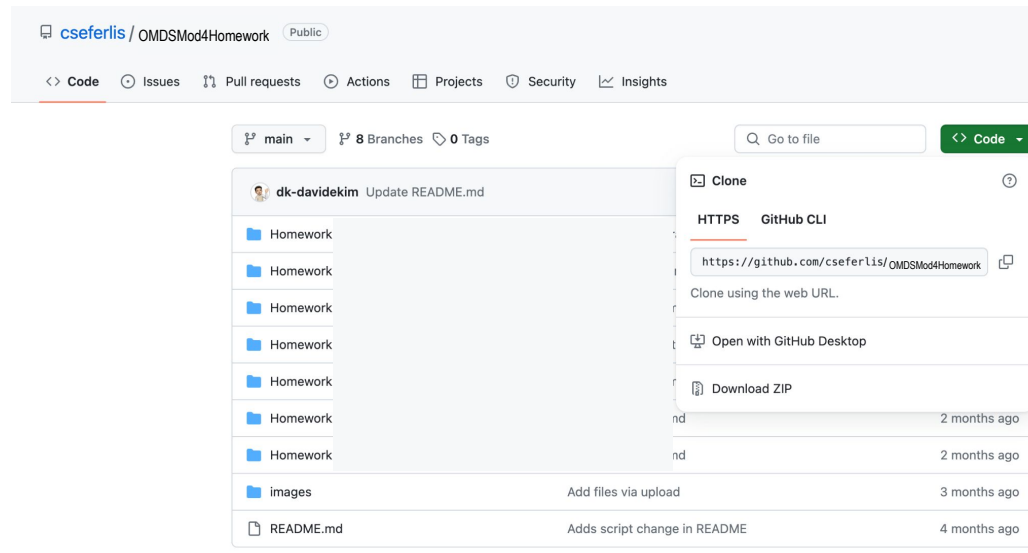 cseferlis / OMDSMod4Homework Public
Code Issues Pull requests Actions Projects Security Insights
main 8 Branches 0 Tags Go to file Code
dk-davidekim Update README.md
Clone
HTTPS GitHub CLI
https://github.com/cseferlis/OMDSMod4Homework
Clone using the web URL.
Open with GitHub Desktop
Download ZIP
Homework
Homework
Homework
Homework
Homework
Homework 2 months ago
Homework 2 months ago
images Add files via upload 3 months ago
README.md Adds script change in README 4 months ago